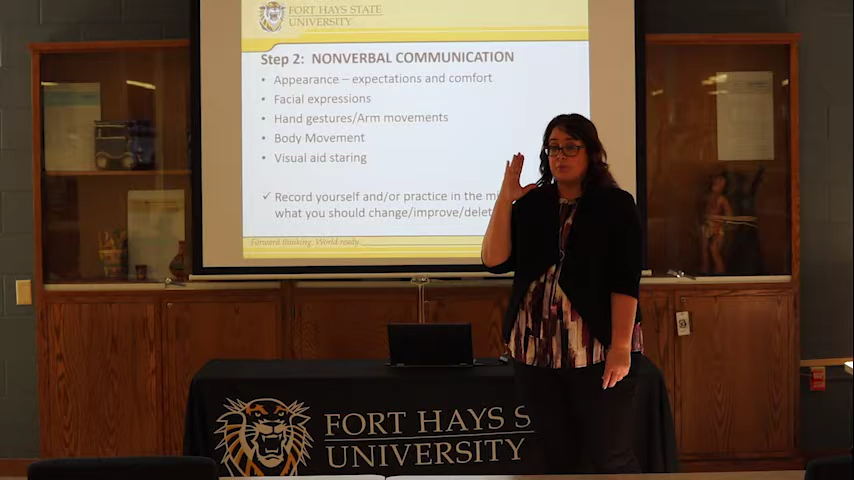 FORT HAYS STATE
UNIVERSITY
Step 2: NONVERBAL COMMUNICATION
• Appearance – expectations and comfort
• Facial expressions
• Hand gestures/Arm movements
• Body Movement
• Visual aid staring
✓ Record yourself and/or practice in the
what you should change/improve/delet
Forward thinking. World ready.
FORT HAYS S
UNIVERSITY